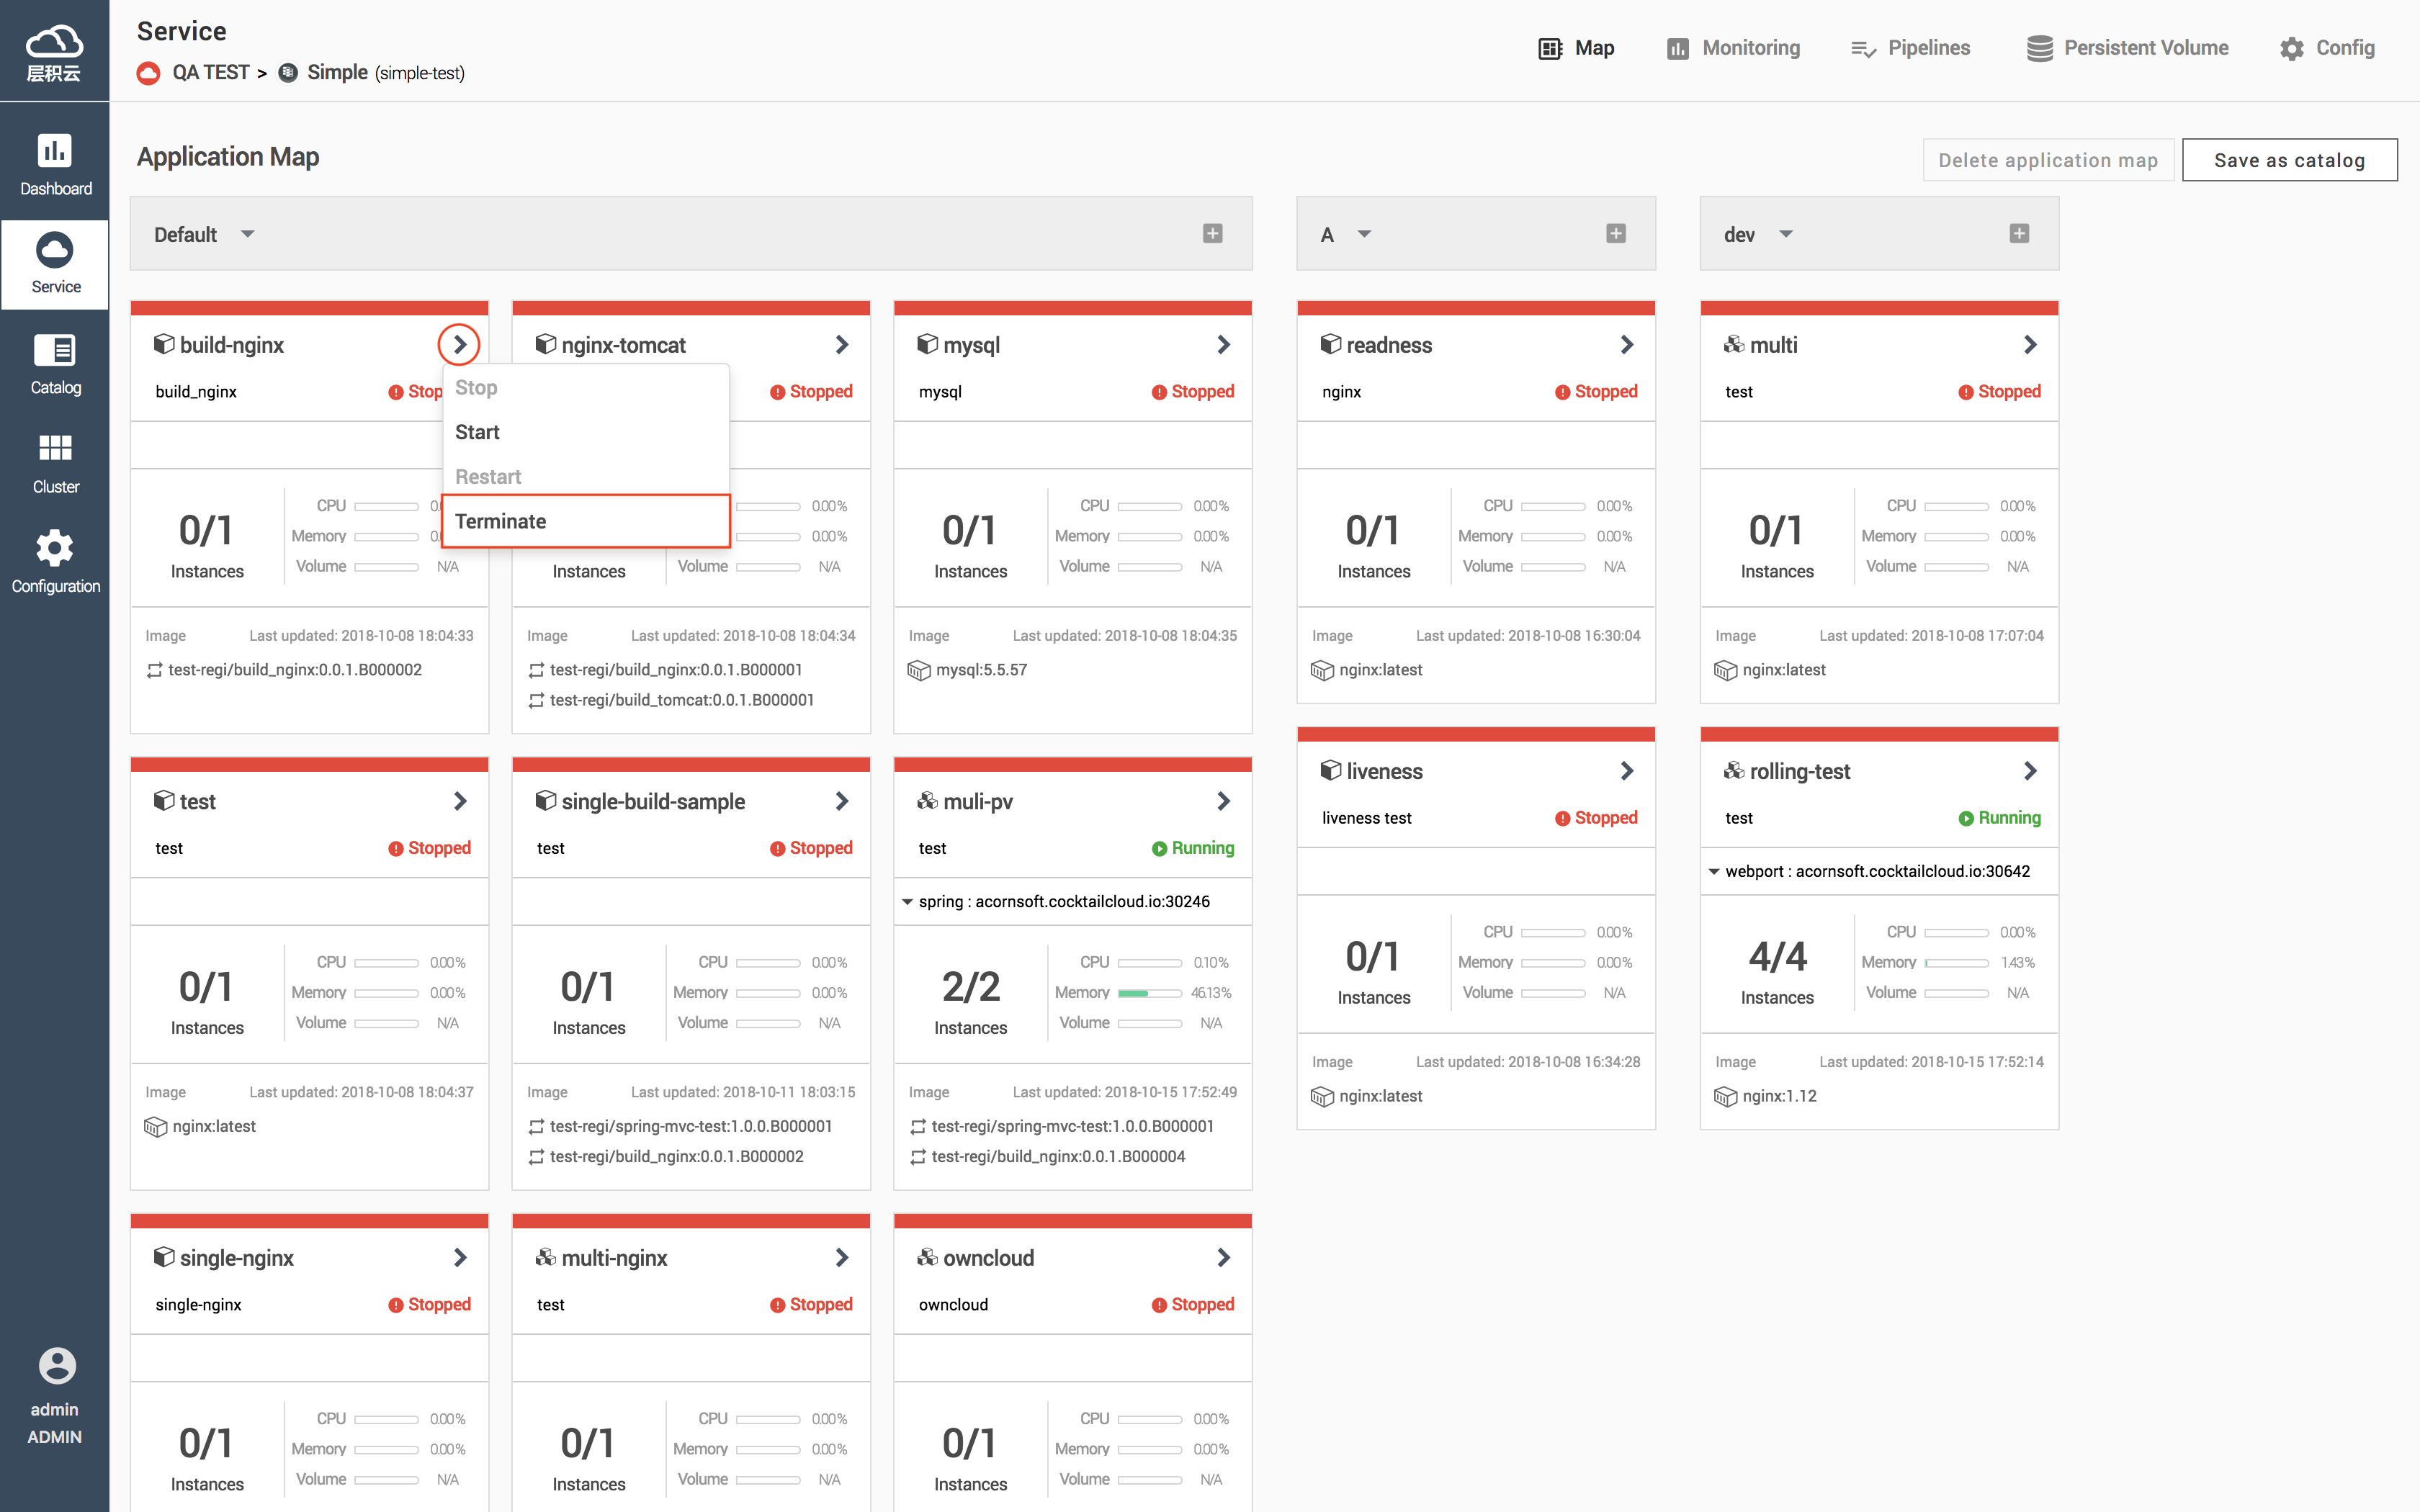 层积云
Service
QA TEST > Simple (simple-test)
Map
Monitoring
Pipelines
Persistent Volume
Config
Dashboard
Service
Catalog
Cluster
Configuration
admin
ADMIN
Application Map
Delete application map
Save as catalog
Default
A
dev
build-nginx
build_nginx
Stop
Stop
Start
Restart
Terminate
0/1
Instances
CPU 0.
Memory 0.
Volume N/A
Image Last updated: 2018-10-08 18:04:33
test-regi/build_nginx:0.0.1.B000002
nginx-tomcat
Stopped
0.00%
0.00%
Instances
Volume N/A
Image Last updated: 2018-10-08 18:04:34
test-regi/build_nginx:0.0.1.B000001
test-regi/build_tomcat:0.0.1.B000001
mysql
mysql Stopped
0/1
Instances
CPU 0.00%
Memory 0.00%
Volume N/A
Image Last updated: 2018-10-08 18:04:35
mysql:5.5.57
readness
nginx Stopped
0/1
Instances
CPU 0.00%
Memory 0.00%
Volume N/A
Image Last updated: 2018-10-08 16:30:04
nginx:latest
multi
test Stopped
0/1
Instances
CPU 0.00%
Memory 0.00%
Volume N/A
Image Last updated: 2018-10-08 17:07:04
nginx:latest
test
test Stopped
0/1
Instances
CPU 0.00%
Memory 0.00%
Volume N/A
Image Last updated: 2018-10-08 18:04:37
nginx:latest
single-build-sample
test Stopped
0/1
Instances
CPU 0.00%
Memory 0.00%
Volume N/A
Image Last updated: 2018-10-11 18:03:15
test-regi/spring-mvc-test:1.0.0.B000001
test-regi/build_nginx:0.0.1.B000002
muli-pv
test Running
spring : acornsoft.cocktailcloud.io:30246
2/2
Instances
CPU 0.10%
Memory 46.13%
Volume N/A
Image Last updated: 2018-10-15 17:52:49
test-regi/spring-mvc-test:1.0.0.B000001
test-regi/build_nginx:0.0.1.B000004
liveness
liveness test Stopped
0/1
Instances
CPU 0.00%
Memory 0.00%
Volume N/A
Image Last updated: 2018-10-08 16:34:28
nginx:latest
rolling-test
test Running
webport : acornsoft.cocktailcloud.io:30642
4/4
Instances
CPU 0.00%
Memory 1.43%
Volume N/A
Image Last updated: 2018-10-15 17:52:14
nginx:1.12
single-nginx
single-nginx Stopped
0/1
Instances
CPU 0.00%
Memory 0.00%
Volume N/A
multi-nginx
test Stopped
0/1
Instances
CPU 0.00%
Memory 0.00%
Volume N/A
owncloud
owncloud Stopped
0/1
Instances
CPU 0.00%
Memory 0.00%
Volume N/A